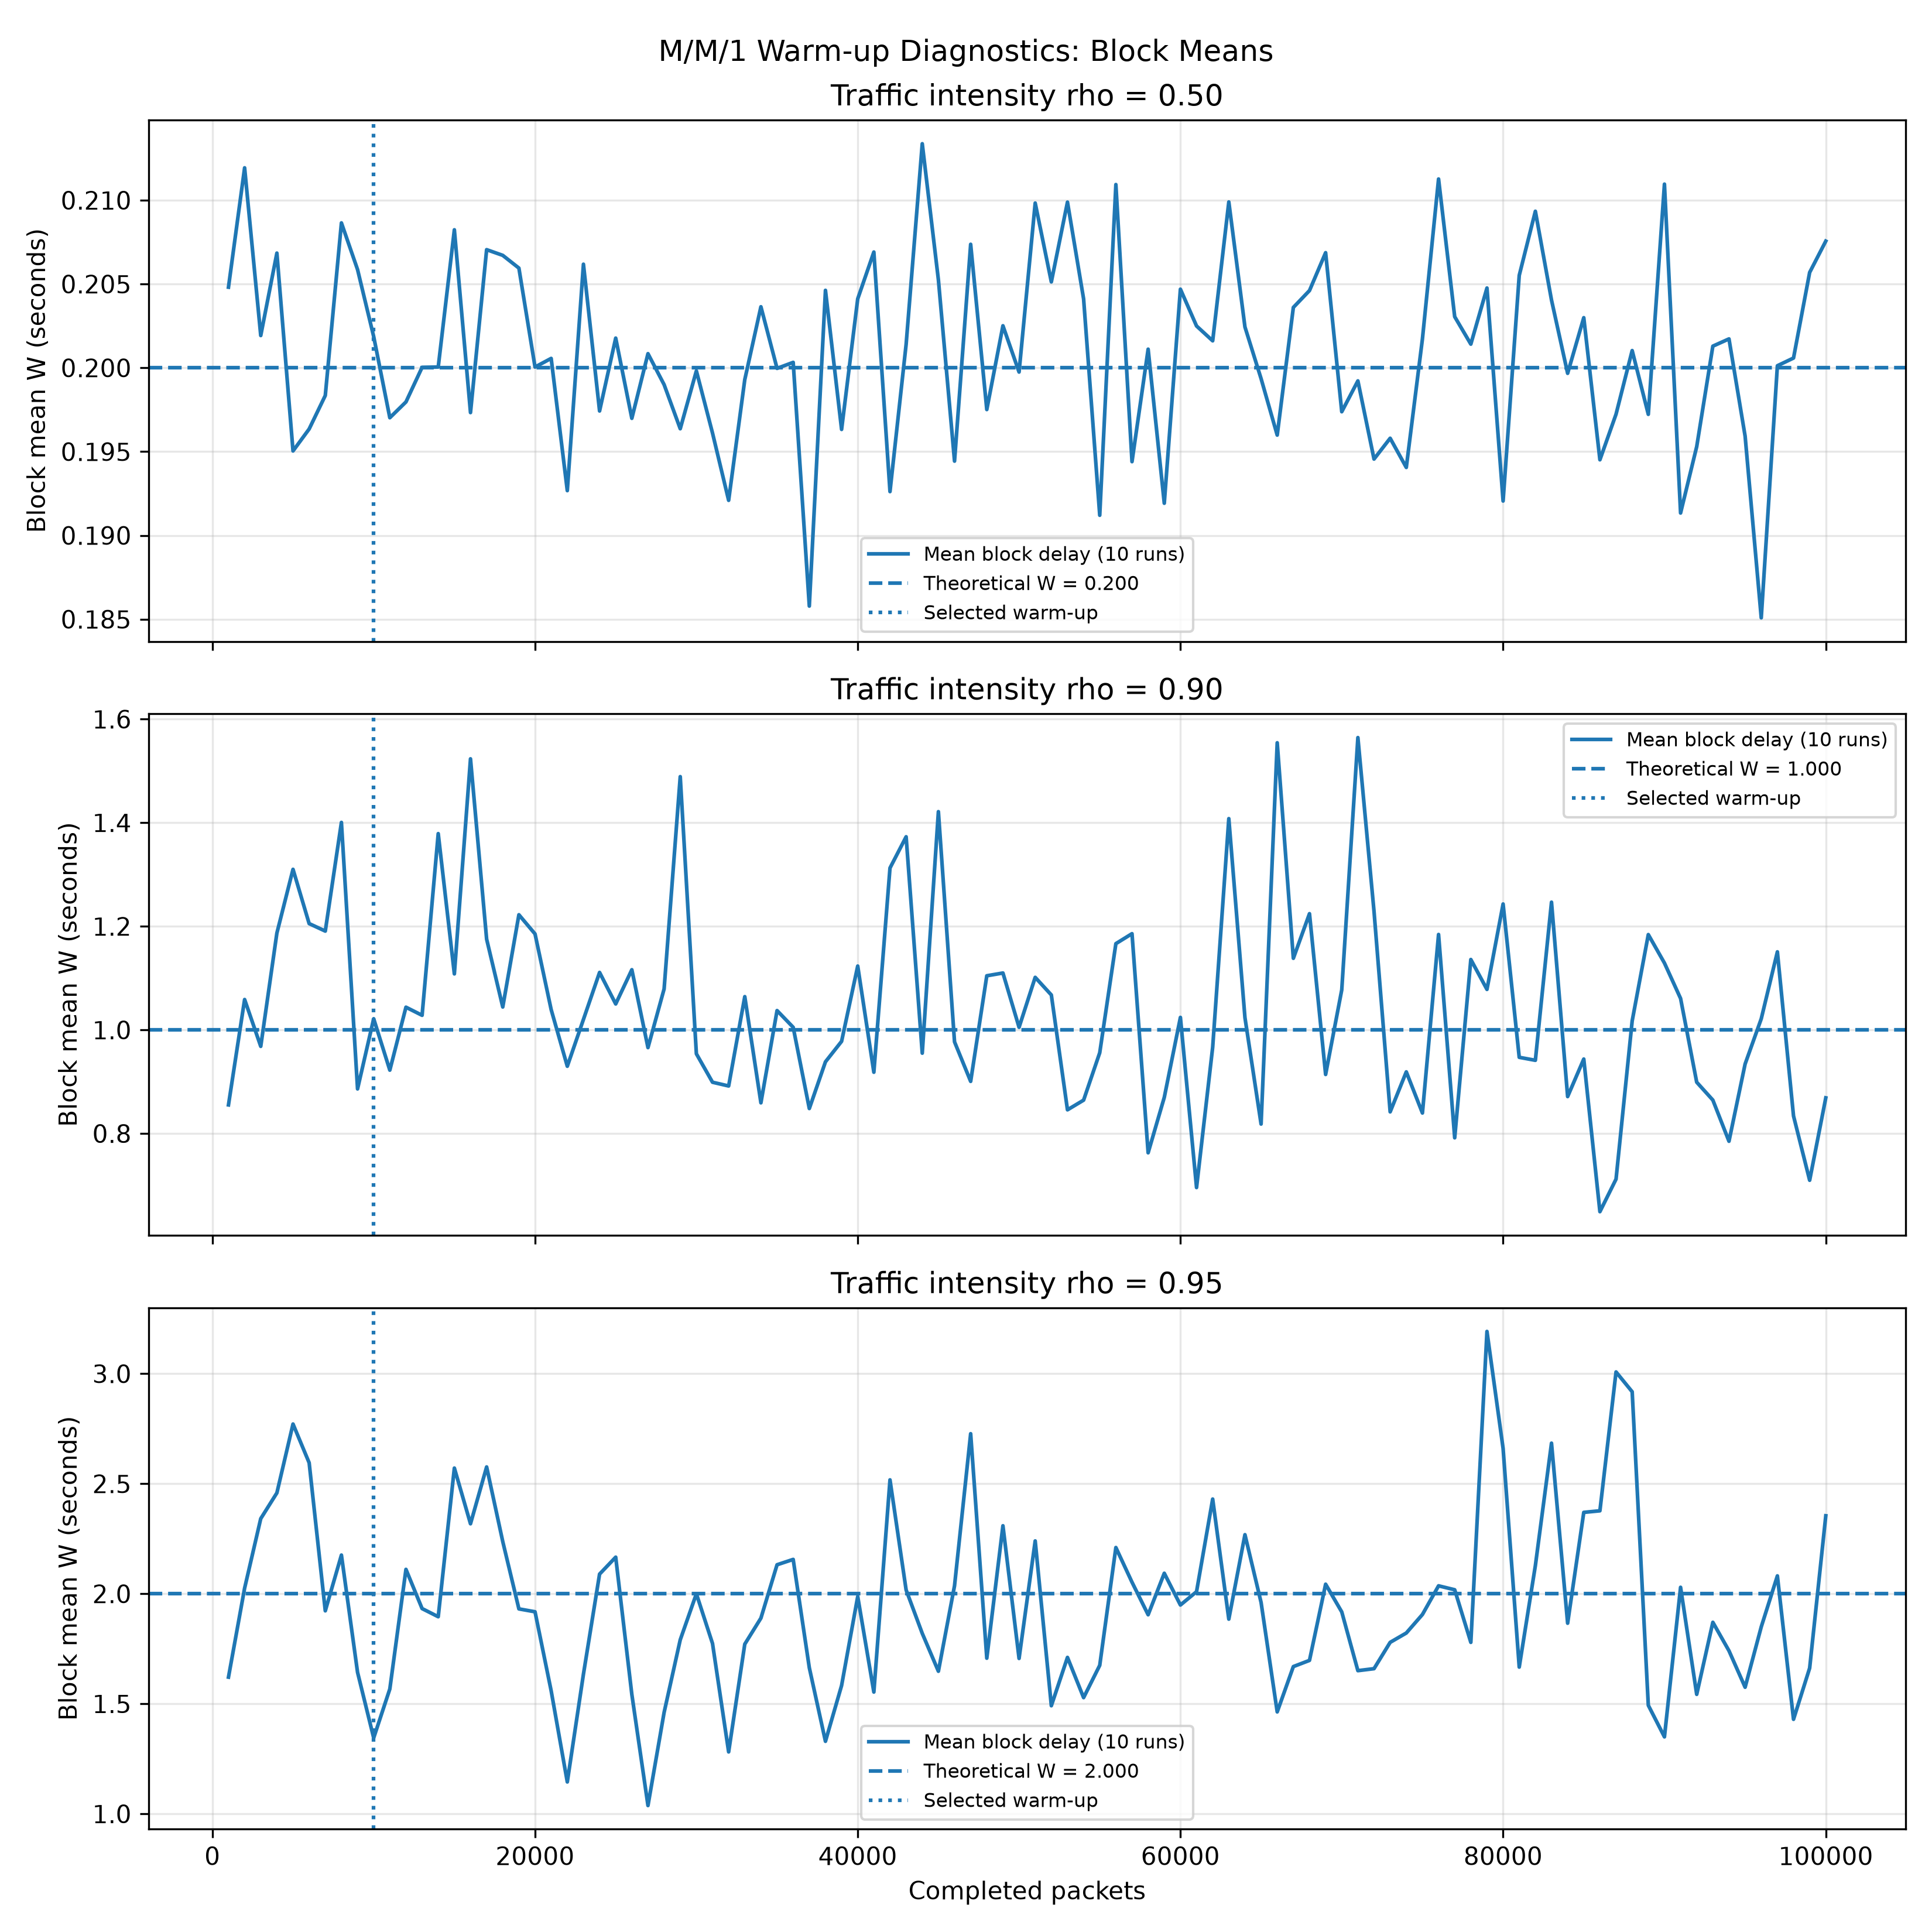 M/M/1 Warm-up Diagnostics: Block Means
Traffic intensity rho = 0.50
Block mean W (seconds)
0.210
0.205
0.200
0.195
0.190
0.185
Mean block delay (10 runs)
Theoretical W = 0.200
Selected warm-up
Traffic intensity rho = 0.90
Block mean W (seconds)
1.6
1.4
1.2
1.0
0.8
Mean block delay (10 runs)
Theoretical W = 1.000
Selected warm-up
Traffic intensity rho = 0.95
Block mean W (seconds)
3.0
2.5
2.0
1.5
1.0
Mean block delay (10 runs)
Theoretical W = 2.000
Selected warm-up
0 20000 40000 60000 80000 100000
Completed packets